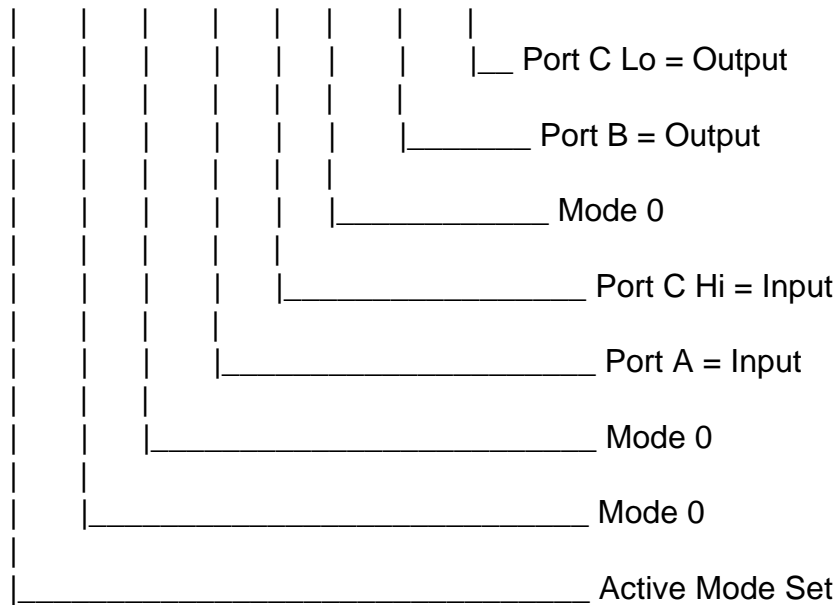 Port C Lo = Output
Port B = Output
Mode 0
Port C Hi = Input
Port A = Input
Mode 0
Mode 0
Active Mode Set